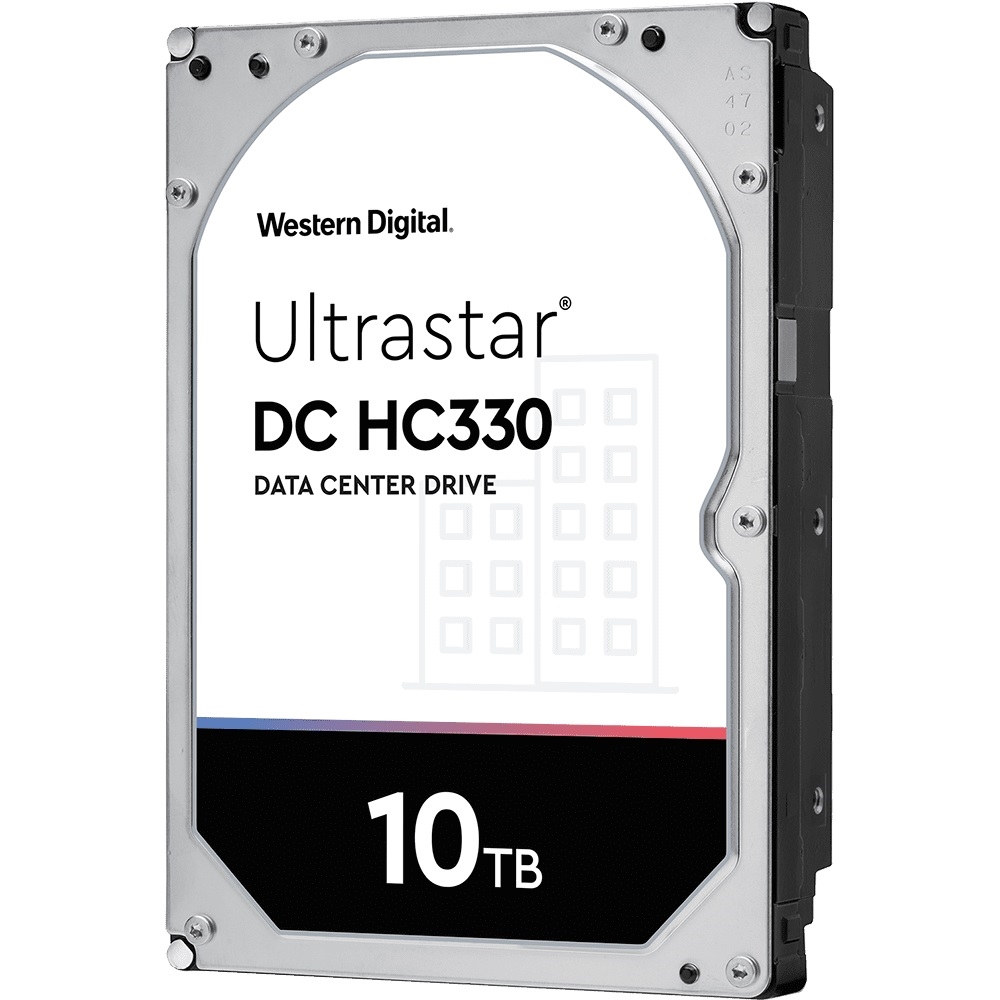 AS
47
02
Western Digital.
Ultrastar®
DC HC330
DATA CENTER DRIVE
10TB